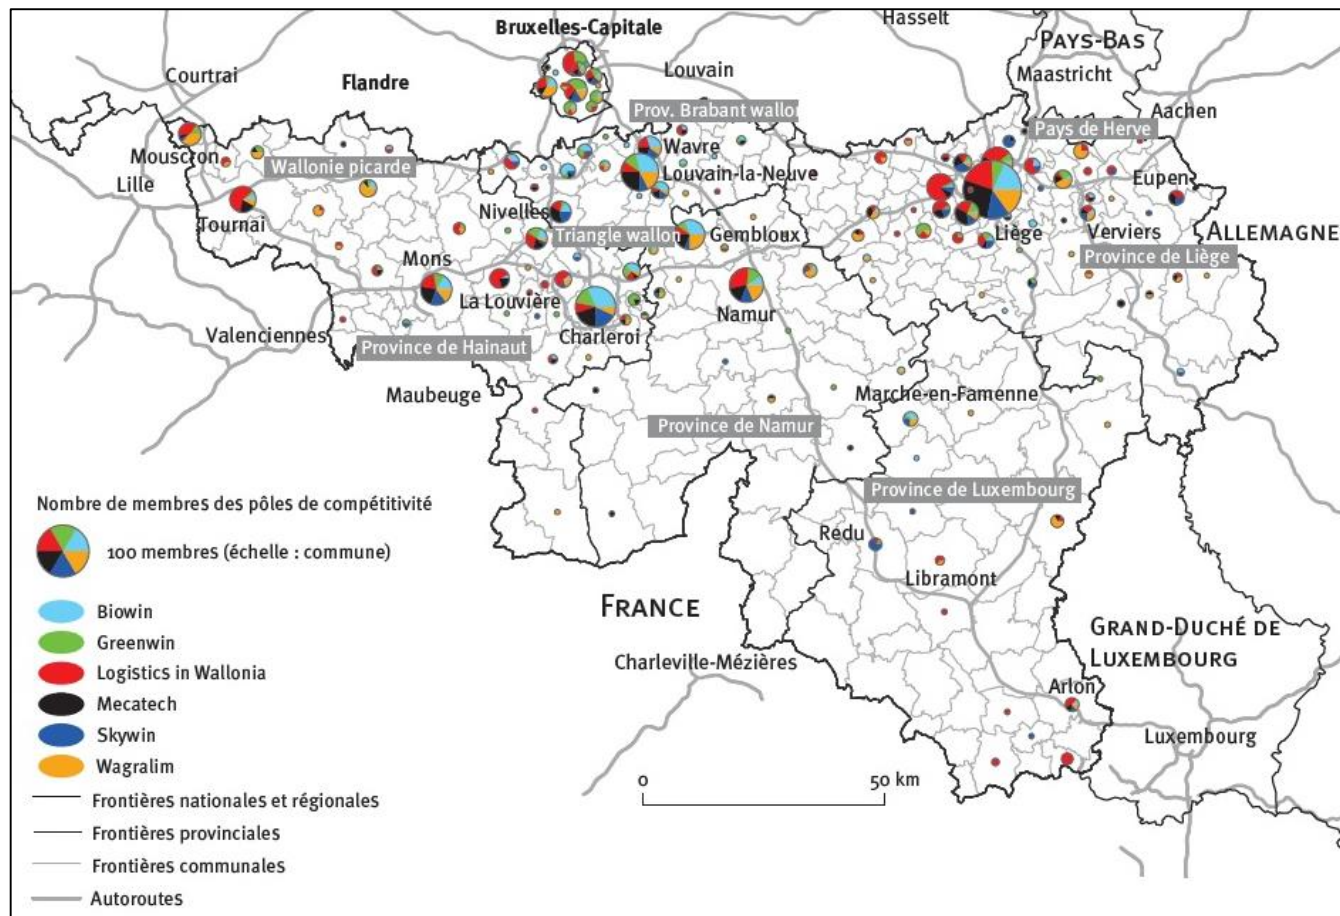 Hasselt
Bruxelles-Capitale
PAYS-BAS
Courtrai
Louvain
Maastricht
Flandre
Aachen
Prov. Brabant wallo
Pays de Herve
Mouscron
Wavre
Wallonie picarde
Louvain-la-Neuve
Eupen
Lille
Nivelles
Tournai
Liège
Verviers
ALLEMAGNE
Triangle wallon
Gembloux
Province de Liège
Mons
La Louvière
Namur
Valenciennes
Charleroi
Province de Hainaut
Maubeuge
Marche-en-Famenne
Province de Namur
Province de Luxembourg
Redu
Libramont
FRANCE
GRAND-DUCHÉ DE
LUXEMBOURG
Charleville-Mézières
Arlon
Luxembourg
0 50 km
Nombre de membres des pôles de compétitivité
100 membres (échelle : commune)
Biowin
Greenwin
Logistics in Wallonia
Mecatech
Skywin
Wagralim
Frontières nationales et régionales
Frontières provinciales
Frontières communales
Autoroutes